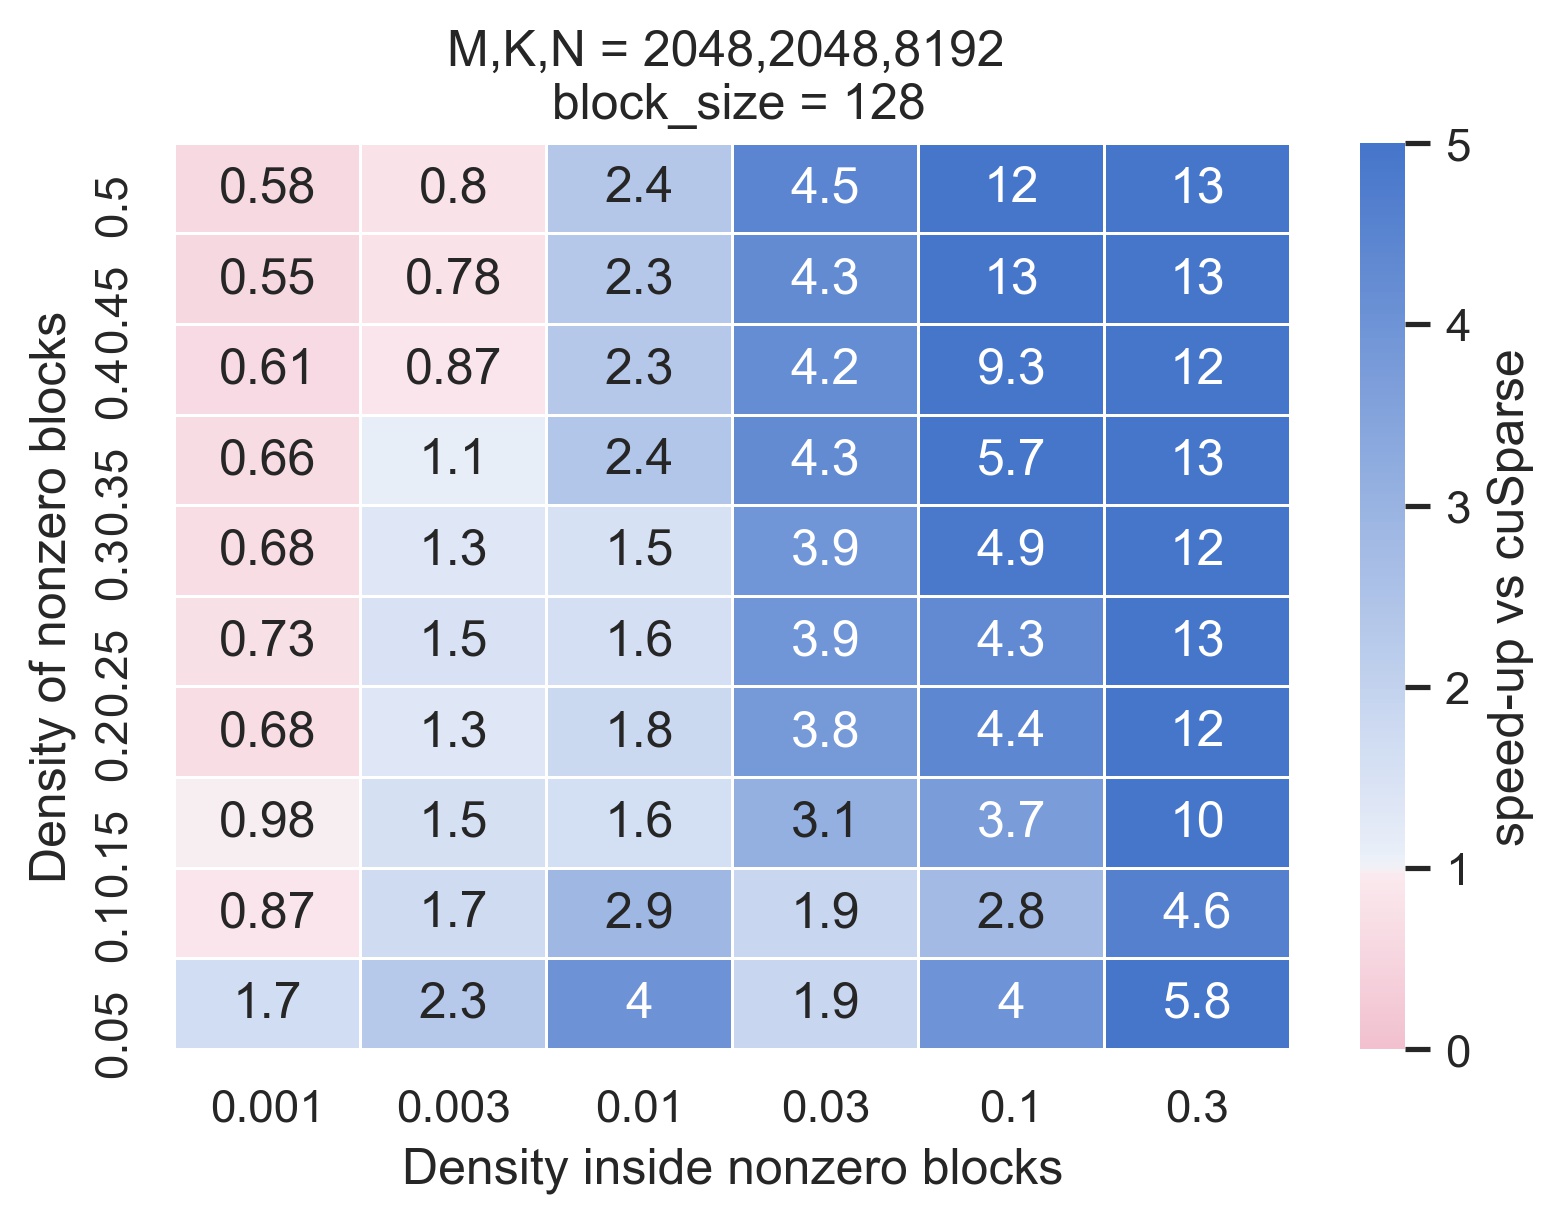 M,K,N = 2048,2048,8192
block_size = 128
Density of nonzero blocks
0.5 0.58 0.8 2.4 4.5 12 13
0.45 0.55 0.78 2.3 4.3 13 13
0.4 0.61 0.87 2.3 4.2 9.3 12
0.35 0.66 1.1 2.4 4.3 5.7 13
0.3 0.68 1.3 1.5 3.9 4.9 12
0.25 0.73 1.5 1.6 3.9 4.3 13
0.2 0.68 1.3 1.8 3.8 4.4 12
0.15 0.98 1.5 1.6 3.1 3.7 10
0.1 0.87 1.7 2.9 1.9 2.8 4.6
0.05 1.7 2.3 4 1.9 4 5.8
0.001 0.003 0.01 0.03 0.1 0.3
Density inside nonzero blocks
5
4
3
2
1
0
speed-up vs cuSparse